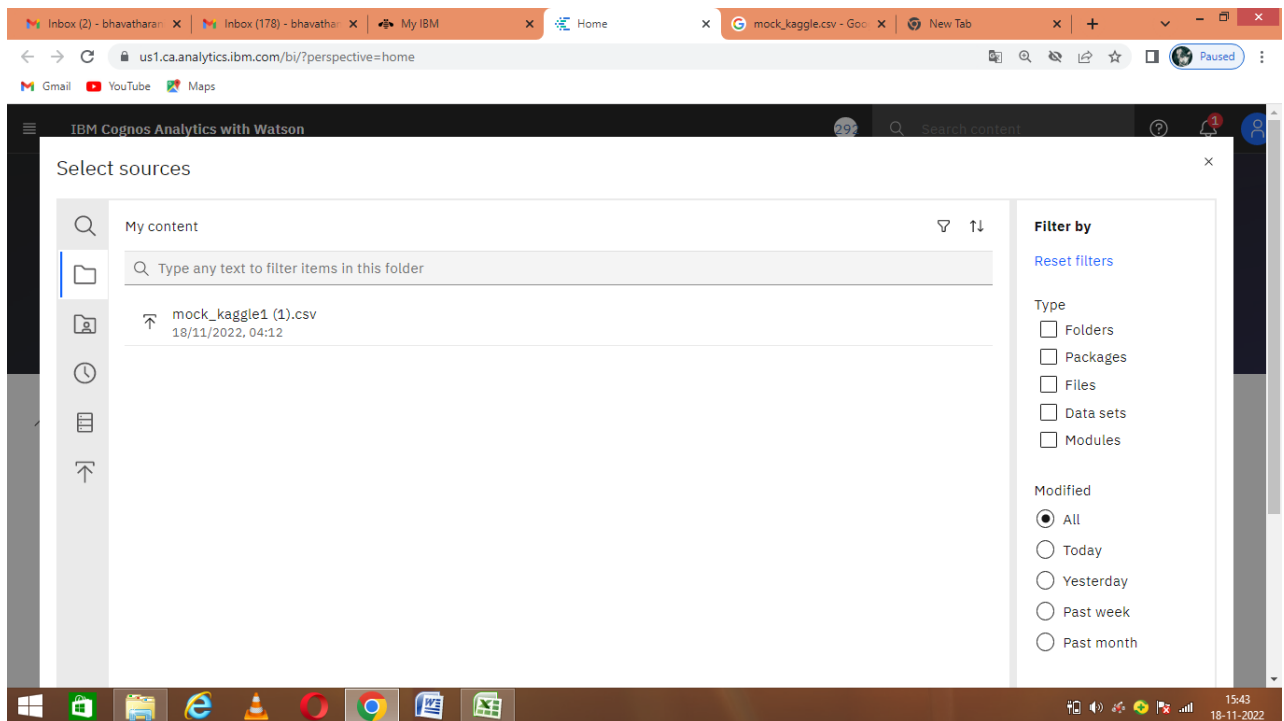 Inbox (2) - bhavatharan
Inbox (178) - bhavathar
My IBM
Home
mock_kaggle.csv - Goo
New Tab
us1.ca.analytics.ibm.com/bi/?perspective=home
Paused
Gmail
YouTube
Maps
IBM Cognos Analytics with Watson
292
Search content
1
Select sources
My content
Type any text to filter items in this folder
mock_kaggle1 (1).csv
18/11/2022, 04:12
Filter by
Reset filters
Type
Folders
Packages
Files
Data sets
Modules
Modified
All
Today
Yesterday
Past week
Past month
15:43
18-11-2022